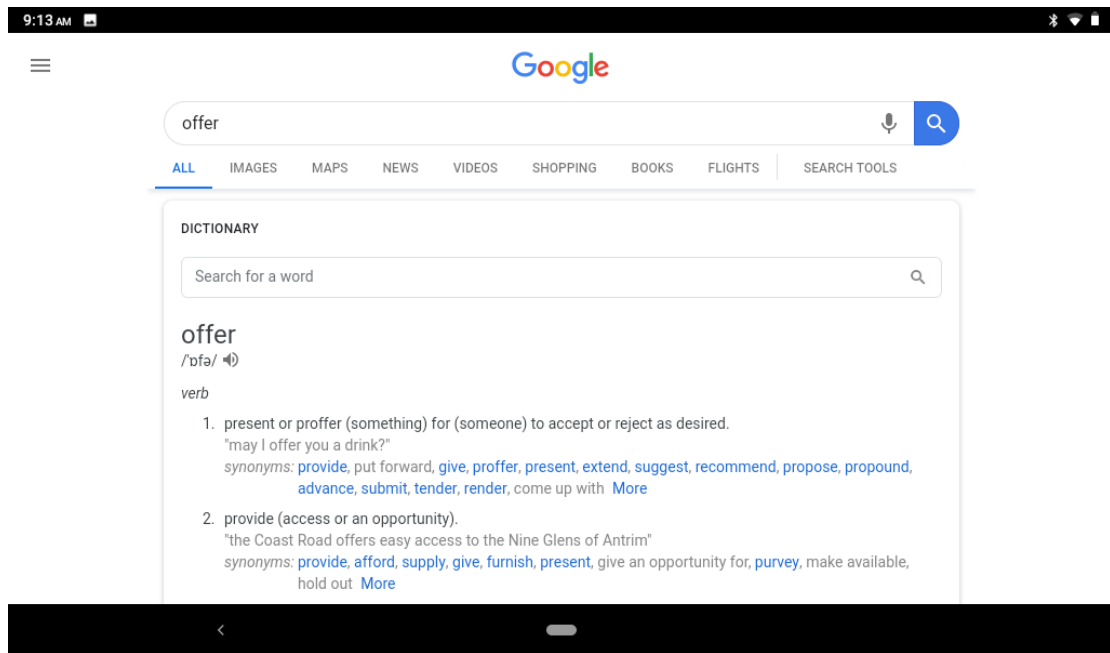 9:13 AM
Google
offer
ALL IMAGES MAPS NEWS VIDEOS SHOPPING BOOKS FLIGHTS SEARCH TOOLS
DICTIONARY
Search for a word
offer
/ˈɒfə/
verb
1. present or proffer (something) for (someone) to accept or reject as desired.
"may I offer you a drink?"
synonyms: provide, put forward, give, proffer, present, extend, suggest, recommend, propose, propound,
advance, submit, tender, render, come up with More
2. provide (access or an opportunity).
"the Coast Road offers easy access to the Nine Glens of Antrim"
synonyms: provide, afford, supply, give, furnish, present, give an opportunity for, purvey, make available,
hold out More